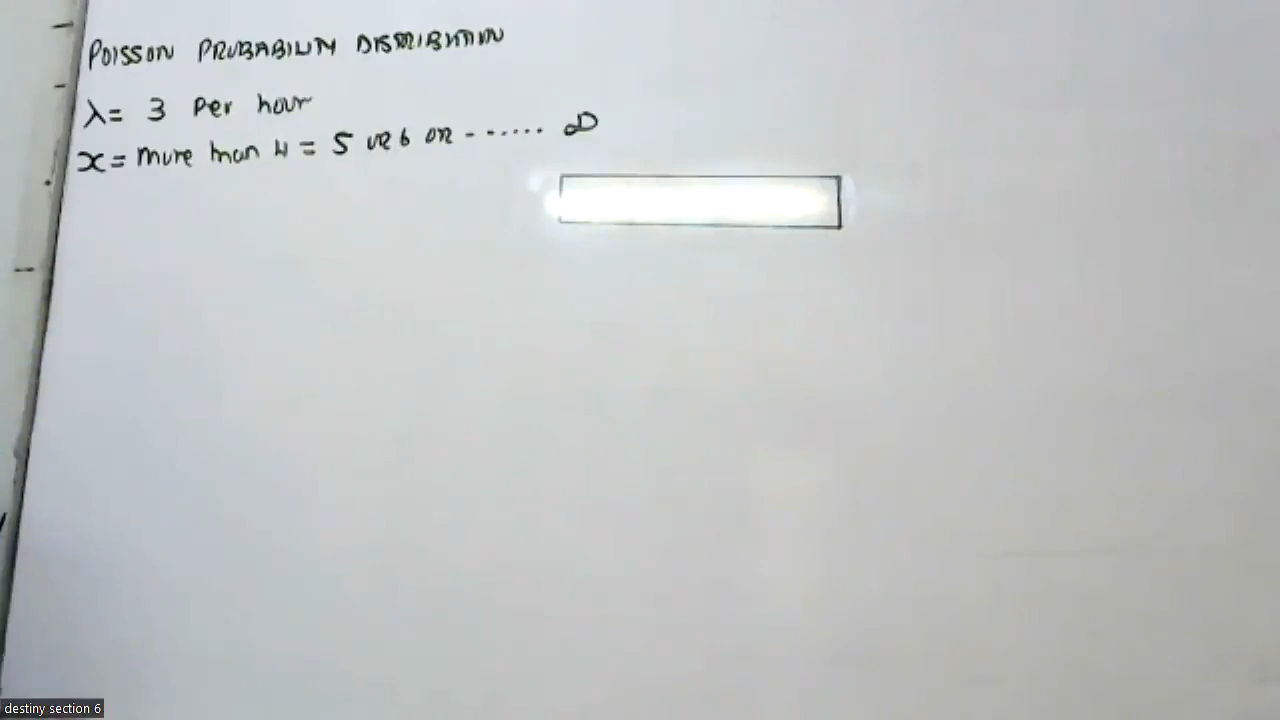 POISSON PROBABILITY DISTRIBUTION
λ = 3 per hour
x = more than 4 = 5 or 6 or - ...... ∞
destiny section 6